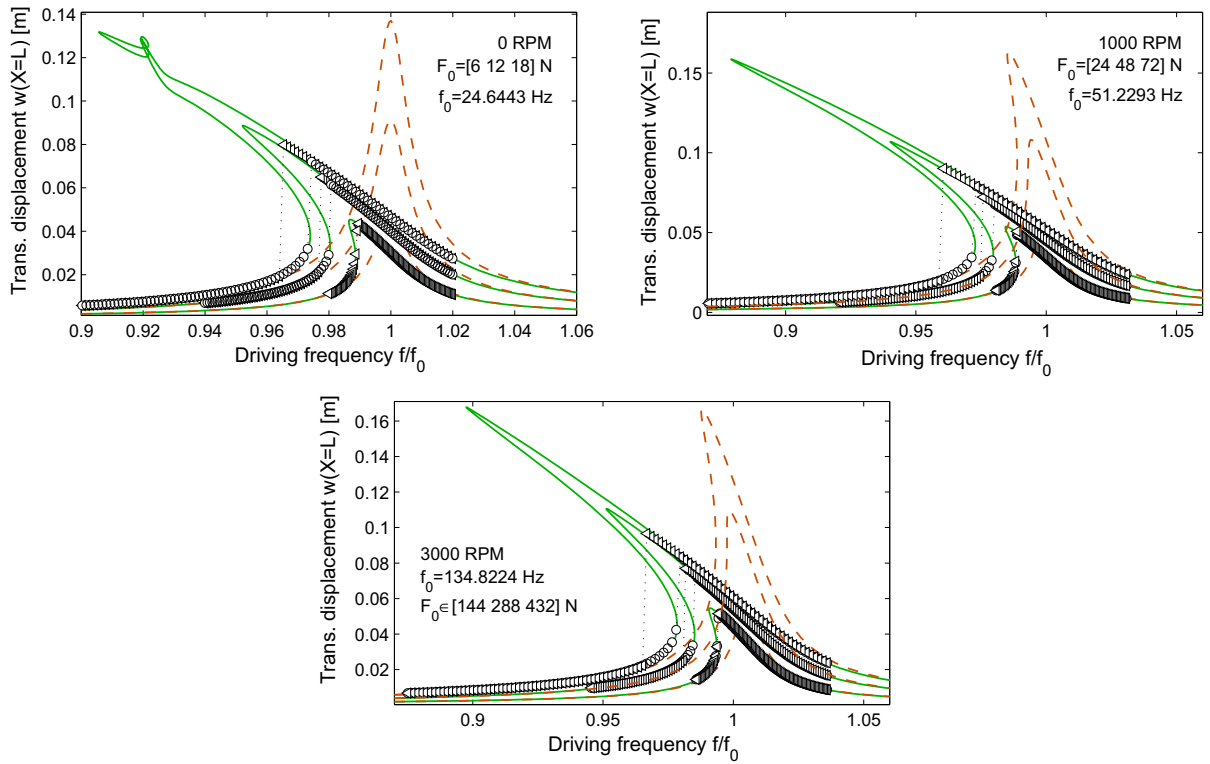 0.14
0.12
0.1
0.08
0.06
0.04
0.02
Trans. displacement w(X=L) [m]
0 RPM
F0=[6 12 18] N
f0=24.6443 Hz
0.9 0.92 0.94 0.96 0.98 1 1.02 1.04 1.06
Driving frequency f/f0
0.15
0.1
0.05
0
Trans. displacement w(X=L) [m]
1000 RPM
F0=[24 48 72] N
f0=51.2293 Hz
0.9 0.95 1 1.05
Driving frequency f/f0
0.16
0.14
0.12
0.1
0.08
0.06
0.04
0.02
Trans. displacement w(X=L) [m]
3000 RPM
f0=134.8224 Hz
F0∈[144 288 432] N
0.9 0.95 1 1.05
Driving frequency f/f0